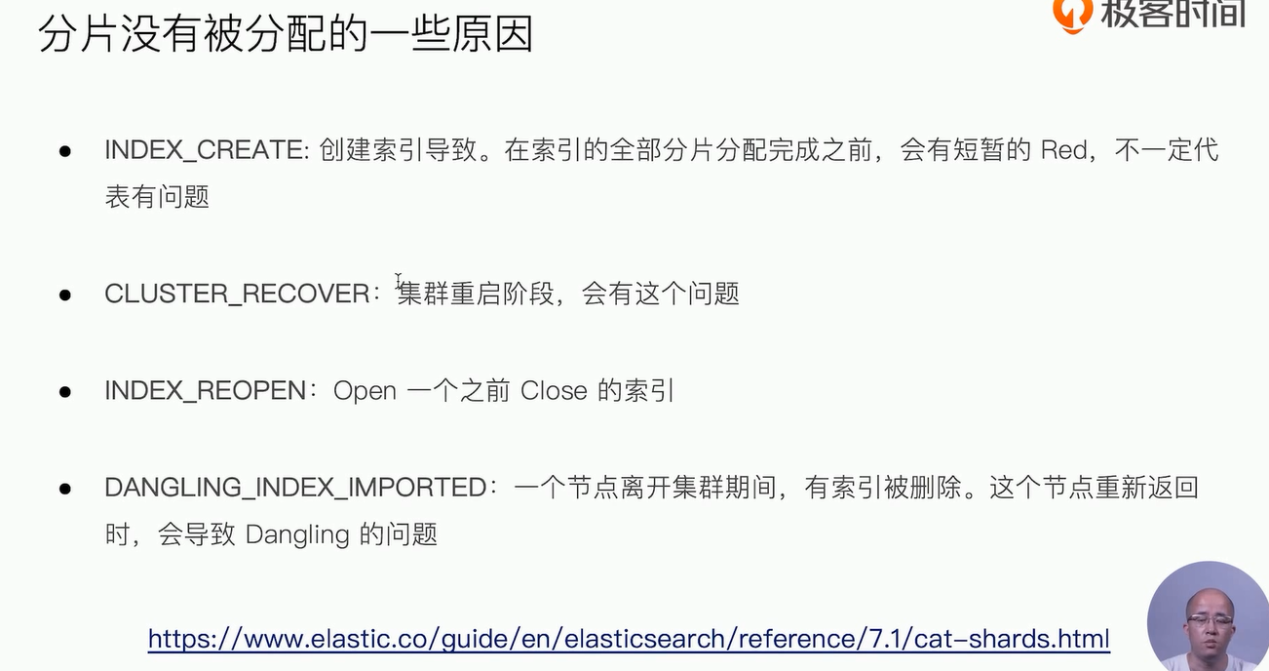 分片没有被分配的一些原因
极客时间
● INDEX_CREATE: 创建索引导致。在索引的全部分片分配完成之前，会有短暂的 Red，不一定代
表有问题
● CLUSTER_RECOVER：集群重启阶段，会有这个问题
● INDEX_REOPEN：Open 一个之前 Close 的索引
● DANGLING_INDEX_IMPORTED：一个节点离开集群期间，有索引被删除。这个节点重新返回
时，会导致 Dangling 的问题
https://www.elastic.co/guide/en/elasticsearch/reference/7.1/cat-shards.html